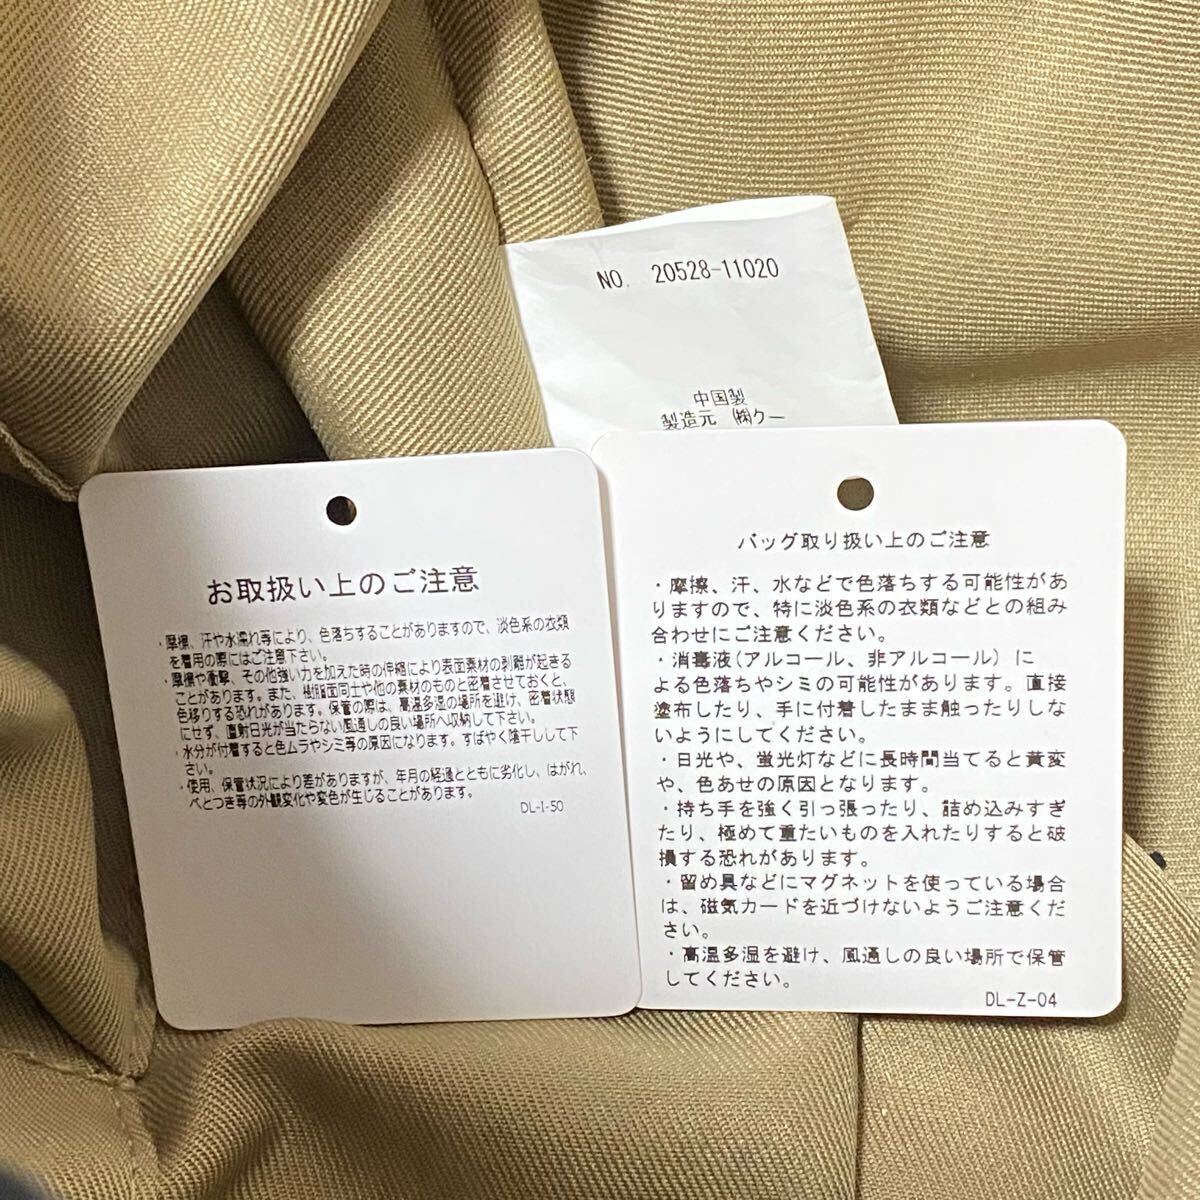 NO. 20528-11020
中国製
製造元 ㈱クー
お取扱い上のご注意
・摩擦、汗や水濡れ等により、色落ちすることがありますので、淡色系の衣類
を着用の際にはご注意下さい。
・摩擦や衝撃、その他強い力を加えた時の伸縮により表面素材の剥離が起きる
ことがあります。また、樹脂面同士や他の素材のものと密着させておくと、
色移りする恐れがあります。保管の際は、高温多湿の場所を避け、密着状態
にせず、直射日光が当たらない風通しの良い場所へ収納して下さい。
・水分が付着すると色ムラやシミ等の原因になります。すばやく陰干しして下
さい。
・使用、保管状況により差がありますが、年月の経過とともに劣化し、はがれ、
べとつき等の外観変化や変色が生じることがあります。
DL-I-50
バッグ取り扱い上のご注意
・摩擦、汗、水などで色落ちする可能性があ
りますので、特に淡色系の衣類などとの組み
合わせにご注意ください。
・消毒液(アルコール、非アルコール)に
よる色落ちやシミの可能性があります。直接
塗布したり、手に付着したまま触ったりしな
いようにしてください。
・日光や、蛍光灯などに長時間当てると黄変
や、色あせの原因となります。
・持ち手を強く引っ張ったり、詰め込みすぎ
たり、極めて重たいものを入れたりすると破
損する恐れがあります。
・留め具などにマグネットを使っている場合
は、磁気カードを近づけないようご注意くだ
さい。
・高温多湿を避け、風通しの良い場所で保管
してください。
DL-Z-04